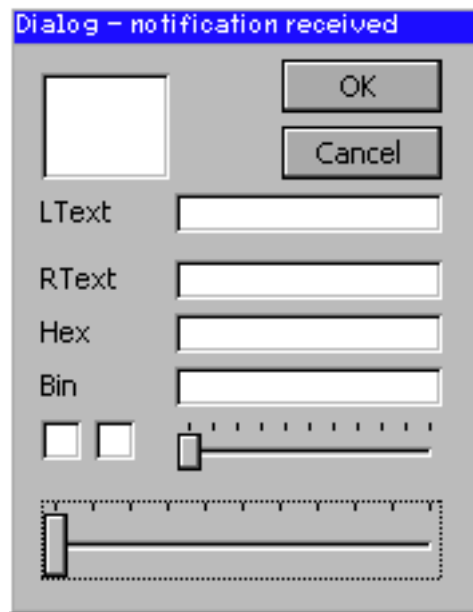 Dialog – notification received
OK
Cancel
LText
RText
Hex
Bin